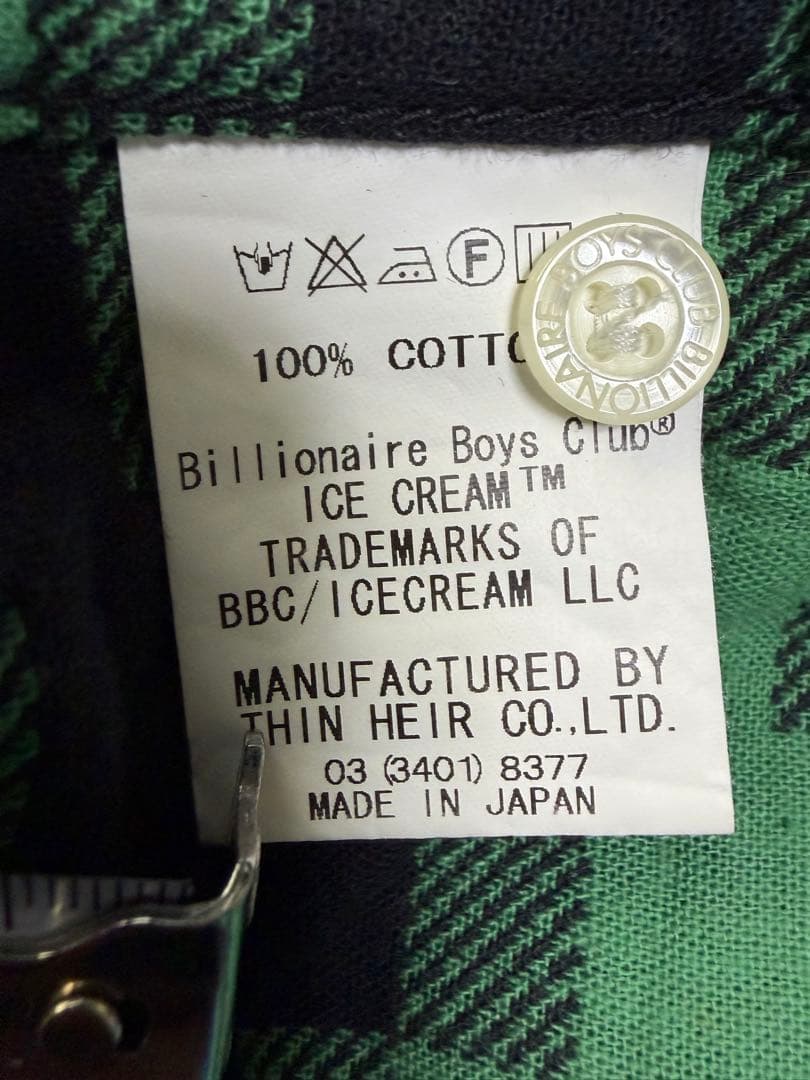 F
100% COTTO
Billionaire Boys Club®
ICE CREAM™
TRADEMARKS OF
BBC/ICECREAM LLC
MANUFACTURED BY
THIN HEIR CO.,LTD.
03 (3401) 8377
MADE IN JAPAN
BILLIONAIRE BOYS CLUB